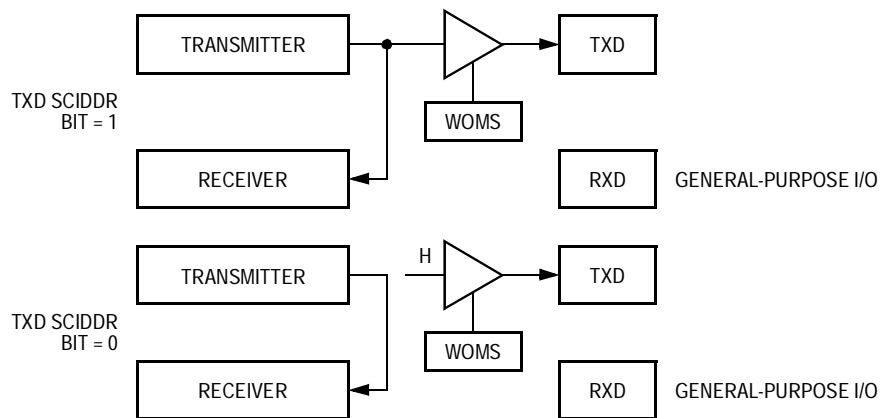 TRANSMITTER
TXD
TXD SCIDDR
BIT = 1
WOMS
RECEIVER
RXD
GENERAL-PURPOSE I/O
H
TRANSMITTER
TXD
TXD SCIDDR
BIT = 0
WOMS
RECEIVER
RXD
GENERAL-PURPOSE I/O